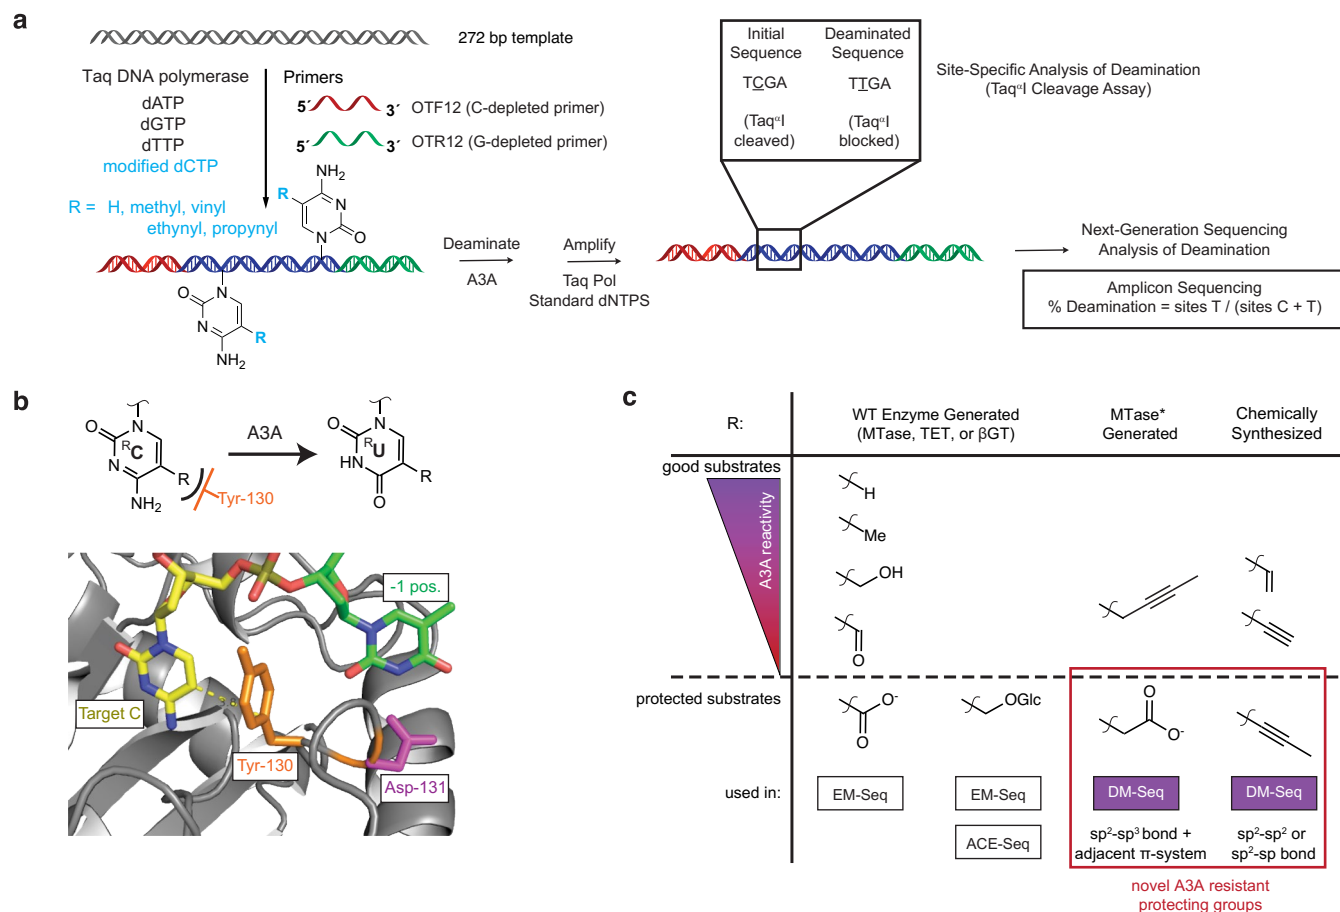 a
272 bp template
Taq DNA polymerase
dATP
dGTP
dTTP
modified dCTP
Primers
5´ 3´ OTF12 (C-depleted primer)
5´ 3´ OTR12 (G-depleted primer)
R = H, methyl, vinyl
ethynyl, propynyl
NH2
R
N
N
O
O
N
N
R
NH2
Deaminate
A3A
Amplify
Taq Pol
Standard dNTPS
Initial Sequence
TCGA
(TaqαI cleaved)
Deaminated Sequence
TTGA
(TaqαI blocked)
Site-Specific Analysis of Deamination
(TaqαI Cleavage Assay)
Next-Generation Sequencing
Analysis of Deamination
Amplicon Sequencing
% Deamination = sites T / (sites C + T)
b
O
N
RC
N
R
NH2
Tyr-130
A3A
O
N
RU
HN
R
O
-1 pos.
Target C
Tyr-130
Asp-131
c
R:
WT Enzyme Generated
(MTase, TET, or βGT)
MTase*
Generated
Chemically
Synthesized
good substrates
A3A reactivity
H
Me
OH
O
protected substrates
O-
O
OGlc
O
O-
used in:
EM-Seq
EM-Seq
ACE-Seq
DM-Seq
DM-Seq
sp2-sp3 bond +
adjacent π-system
sp2-sp2 or
sp2-sp bond
novel A3A resistant
protecting groups